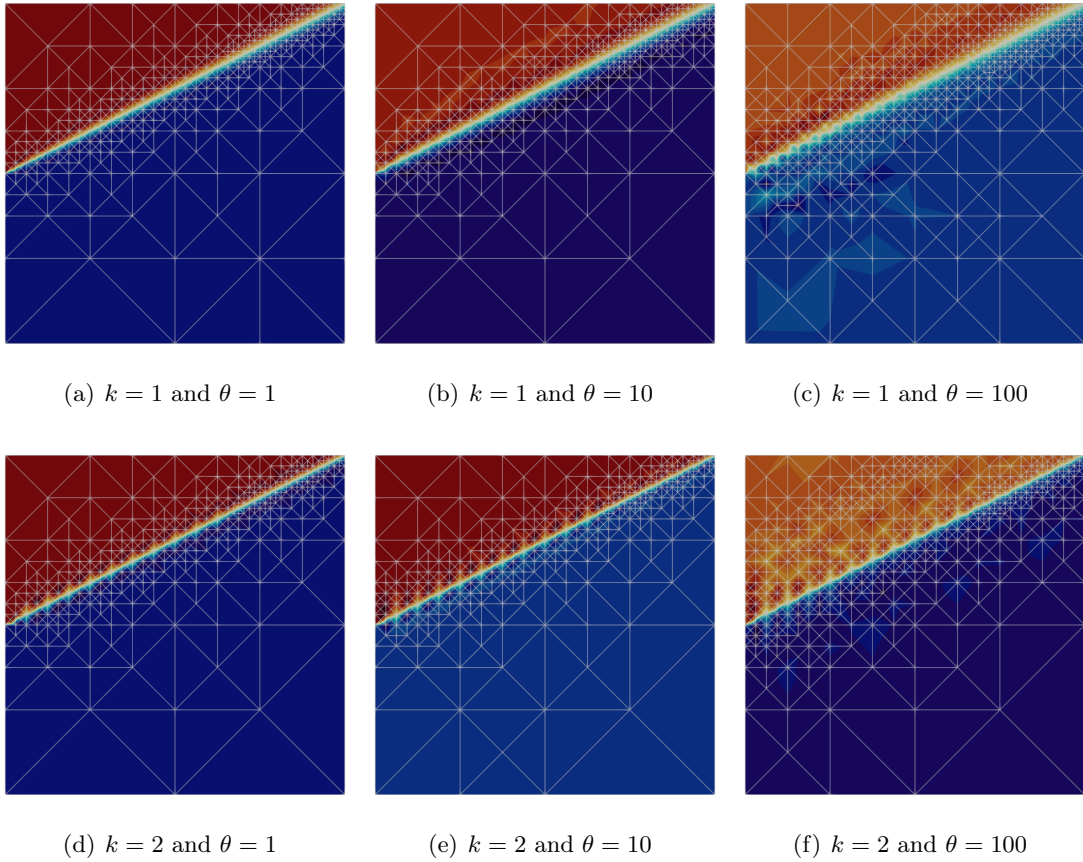 (a) k = 1 and θ = 1
(b) k = 1 and θ = 10
(c) k = 1 and θ = 100
(d) k = 2 and θ = 1
(e) k = 2 and θ = 10
(f) k = 2 and θ = 100